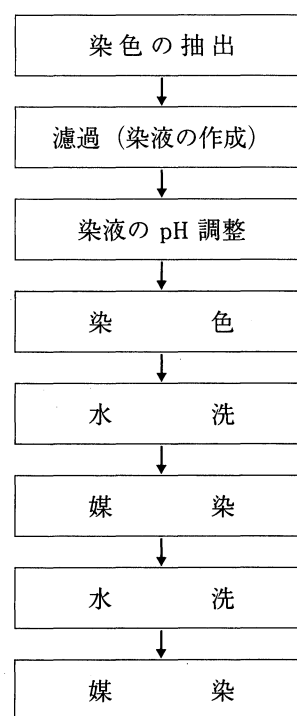 染色の抽出
濾過（染液の作成）
染液の pH 調整
染色
水洗
媒染
水洗
媒染